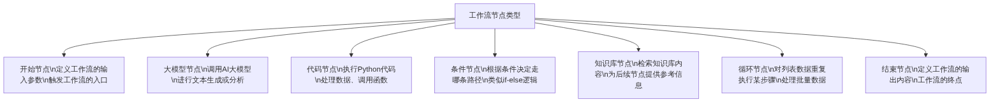 工作流节点类型
开始节点\n定义工作流的输
入参数\n触发工作流的入口
大模型节点\n调用AI大模型
\n进行文本生成或分析
代码节点\n执行Python代码
\n处理数据、调用函数
条件节点\n根据条件决定走
哪条路径\n类似if-else逻辑
知识库节点\n检索知识库内
容\n为后续节点提供参考信
息
循环节点\n对列表数据重复
执行某步骤\n处理批量数据
结束节点\n定义工作流的输
出内容\n工作流的终点